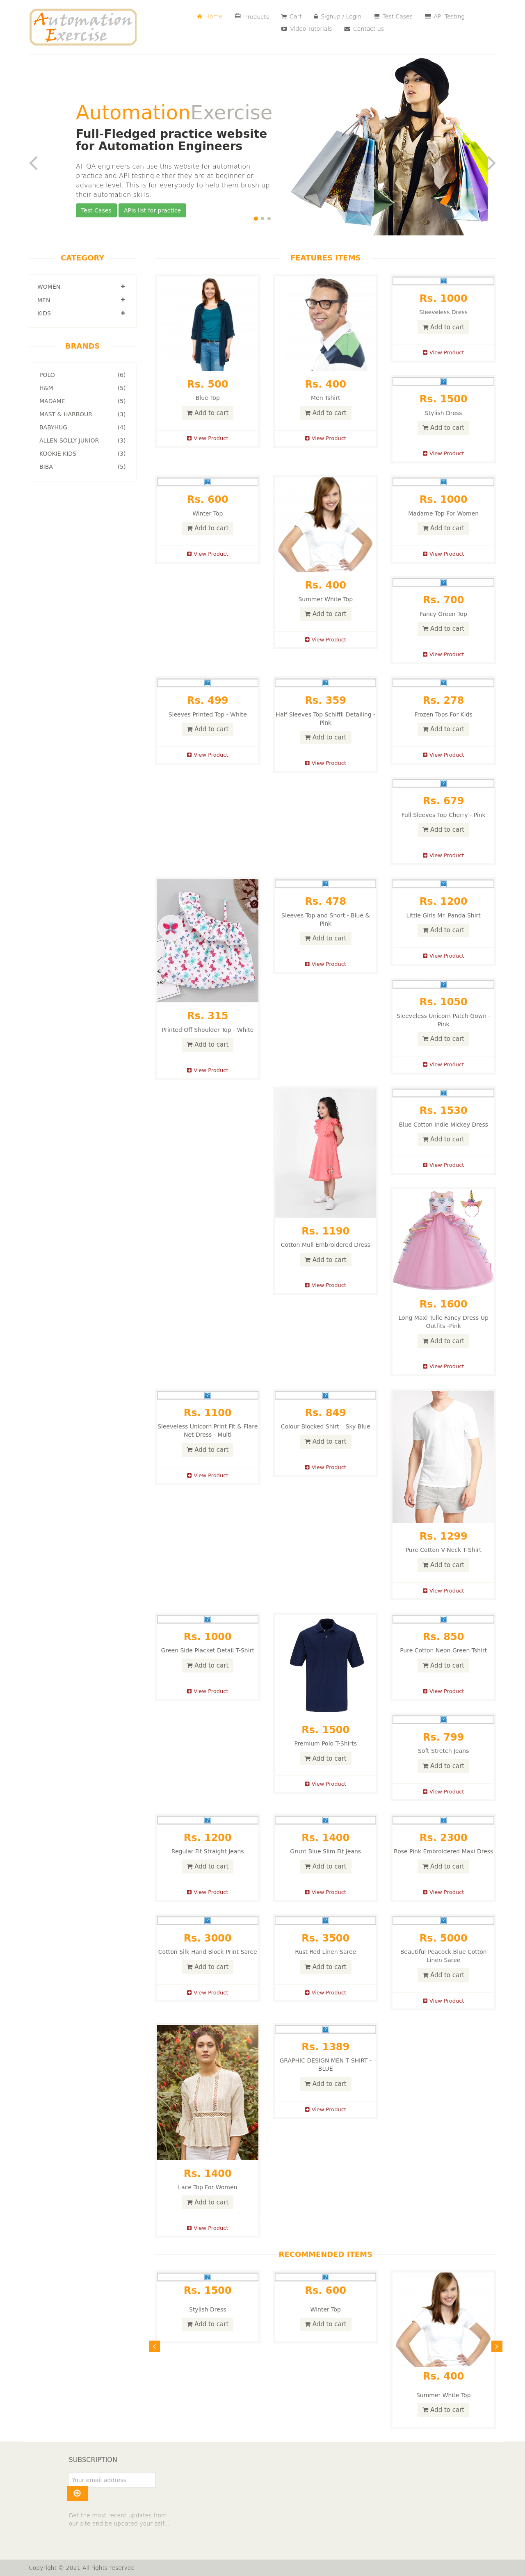 Automation
Exercise
Home
Products
Cart
Signup / Login
Test Cases
API Testing
Video Tutorials
Contact us
AutomationExercise
Full-Fledged practice website
for Automation Engineers
All QA engineers can use this website for automation
practice and API testing either they are at beginner or
advance level. This is for everybody to help them brush up
their automation skills.
Test Cases
APIs list for practice
CATEGORY
WOMEN
MEN
KIDS
BRANDS
POLO (6)
H&M (5)
MADAME (5)
MAST & HARBOUR (3)
BABYHUG (4)
ALLEN SOLLY JUNIOR (3)
KOOKIE KIDS (3)
BIBA (5)
FEATURES ITEMS
Rs. 500
Blue Top
Add to cart
View Product
Rs. 400
Men Tshirt
Add to cart
View Product
Rs. 1000
Sleeveless Dress
Add to cart
View Product
Rs. 1500
Stylish Dress
Add to cart
View Product
Rs. 600
Winter Top
Add to cart
View Product
Rs. 400
Summer White Top
Add to cart
View Product
Rs. 1000
Madame Top For Women
Add to cart
View Product
Rs. 700
Fancy Green Top
Add to cart
View Product
Rs. 499
Sleeves Printed Top - White
Add to cart
View Product
Rs. 359
Half Sleeves Top Schiffli Detailing -
Pink
Add to cart
View Product
Rs. 278
Frozen Tops For Kids
Add to cart
View Product
Rs. 679
Full Sleeves Top Cherry - Pink
Add to cart
View Product
Rs. 315
Printed Off Shoulder Top - White
Add to cart
View Product
Rs. 478
Sleeves Top and Short - Blue &
Pink
Add to cart
View Product
Rs. 1200
Little Girls Mr. Panda Shirt
Add to cart
View Product
Rs. 1050
Sleeveless Unicorn Patch Gown -
Pink
Add to cart
View Product
Rs. 1190
Cotton Mull Embroidered Dress
Add to cart
View Product
Rs. 1530
Blue Cotton Indie Mickey Dress
Add to cart
View Product
Rs. 1600
Long Maxi Tulle Fancy Dress Up
Outfits -Pink
Add to cart
View Product
Rs. 1100
Sleeveless Unicorn Print Fit & Flare
Net Dress - Multi
Add to cart
View Product
Rs. 849
Colour Blocked Shirt – Sky Blue
Add to cart
View Product
Rs. 1299
Pure Cotton V-Neck T-Shirt
Add to cart
View Product
Rs. 1000
Green Side Placket Detail T-Shirt
Add to cart
View Product
Rs. 1500
Premium Polo T-Shirts
Add to cart
View Product
Rs. 850
Pure Cotton Neon Green Tshirt
Add to cart
View Product
Rs. 799
Soft Stretch Jeans
Add to cart
View Product
Rs. 1200
Regular Fit Straight Jeans
Add to cart
View Product
Rs. 1400
Grunt Blue Slim Fit Jeans
Add to cart
View Product
Rs. 2300
Rose Pink Embroidered Maxi Dress
Add to cart
View Product
Rs. 3000
Cotton Silk Hand Block Print Saree
Add to cart
View Product
Rs. 3500
Rust Red Linen Saree
Add to cart
View Product
Rs. 5000
Beautiful Peacock Blue Cotton
Linen Saree
Add to cart
View Product
Rs. 1400
Lace Top For Women
Add to cart
View Product
Rs. 1389
GRAPHIC DESIGN MEN T SHIRT -
BLUE
Add to cart
View Product
RECOMMENDED ITEMS
Rs. 1500
Stylish Dress
Add to cart
Rs. 600
Winter Top
Add to cart
Rs. 400
Summer White Top
Add to cart
SUBSCRIPTION
Your email address
Get the most recent updates from
our site and be updated your self...
Copyright © 2021 All rights reserved